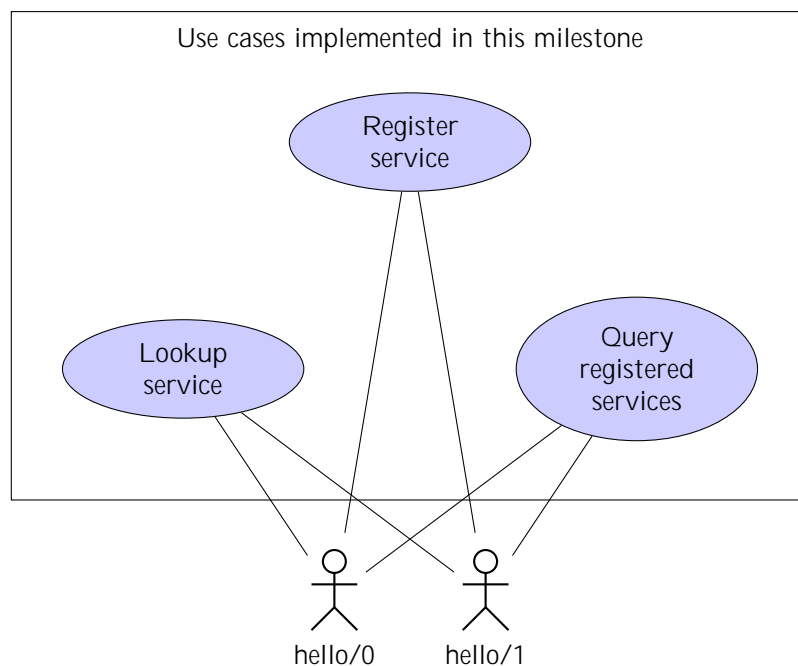 Use cases implemented in this milestone
Register
service
Lookup
service
Query
registered
services
hello/0
hello/1